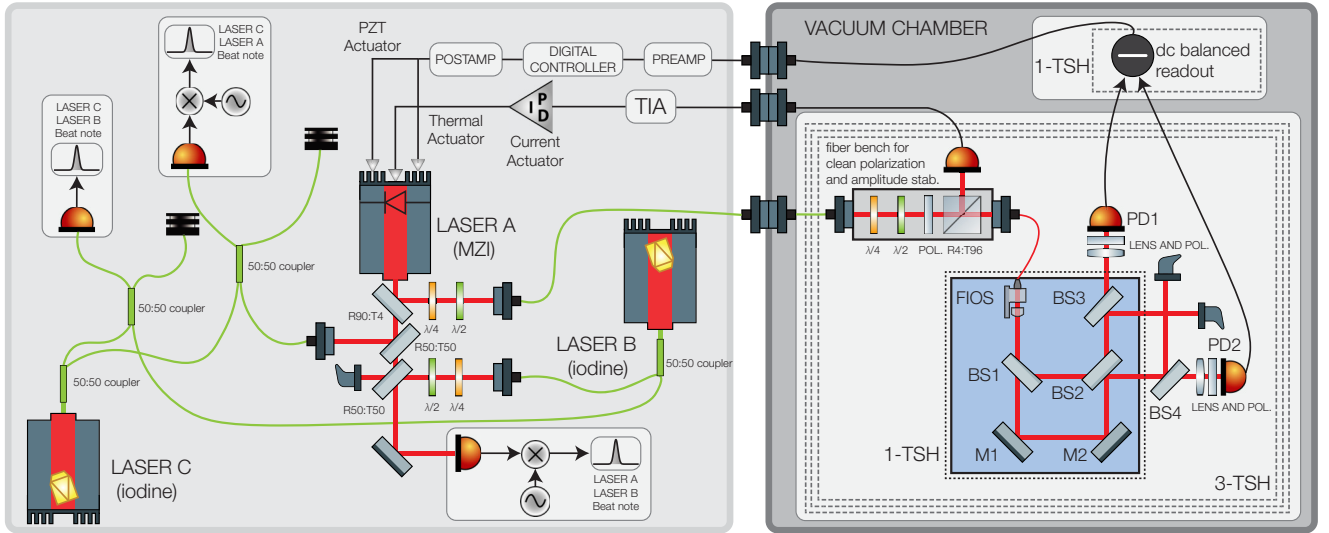 LASER C
LASER A
Beat note
LASER C
LASER B
Beat note
50:50 coupler
50:50 coupler
50:50 coupler
LASER C
(iodine)
PZT
Actuator
POSTAMP
DIGITAL
CONTROLLER
PREAMP
Thermal
Actuator
I
P
D
Current
Actuator
TIA
LASER A
(MZI)
R90:T4
λ/4
λ/2
R50:T50
R50:T50
λ/2
λ/4
LASER B
(iodine)
50:50 coupler
LASER A
LASER B
Beat note
VACUUM CHAMBER
1-TSH
dc balanced
readout
fiber bench for
clean polarization
and amplitude stab.
λ/4
λ/2
POL.
R4:T96
PD1
LENS AND POL.
FIOS
BS3
PD2
BS1
BS2
BS4
LENS AND POL.
M1
M2
1-TSH
3-TSH